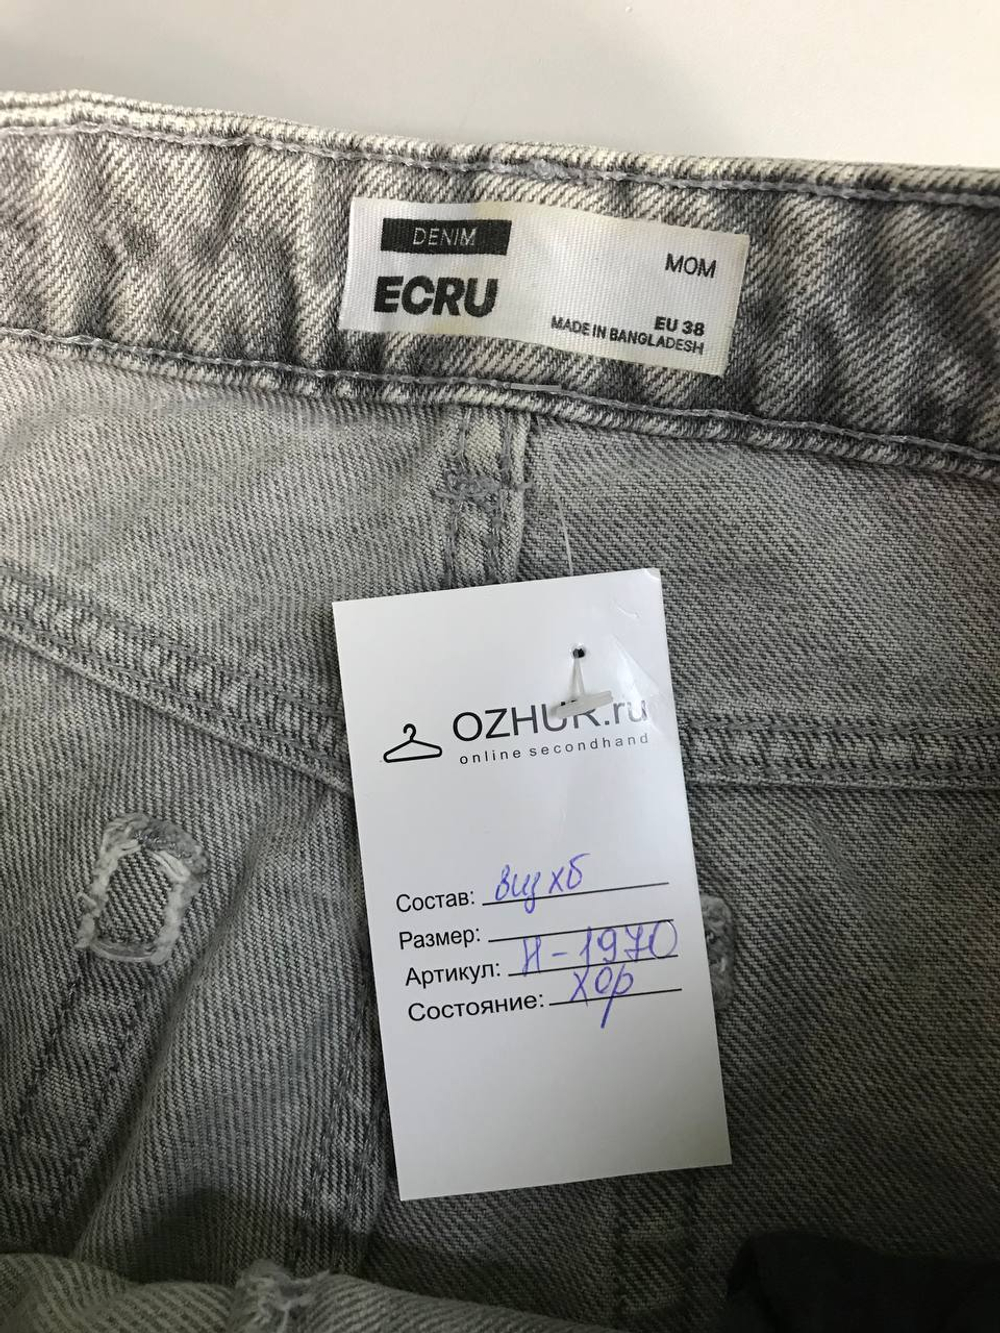 DENIM
ECRU
MOM
EU 38
MADE IN BANGLADESH
OZHUR.ru
online secondhand
Состав: виз хб
Размер:
Артикул: Н-1970
Состояние: хор